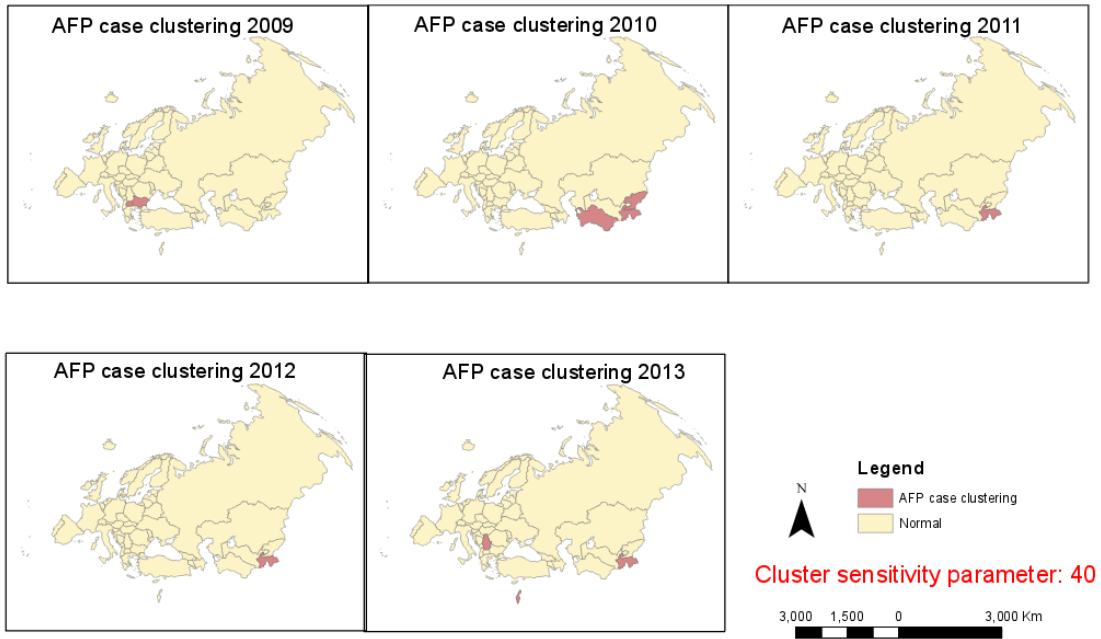 AFP case clustering 2009
AFP case clustering 2010
AFP case clustering 2011
AFP case clustering 2012
AFP case clustering 2013
Legend
N
AFP case clustering
Normal
Cluster sensitivity parameter: 40
3,000 1,500 0 3,000 Km